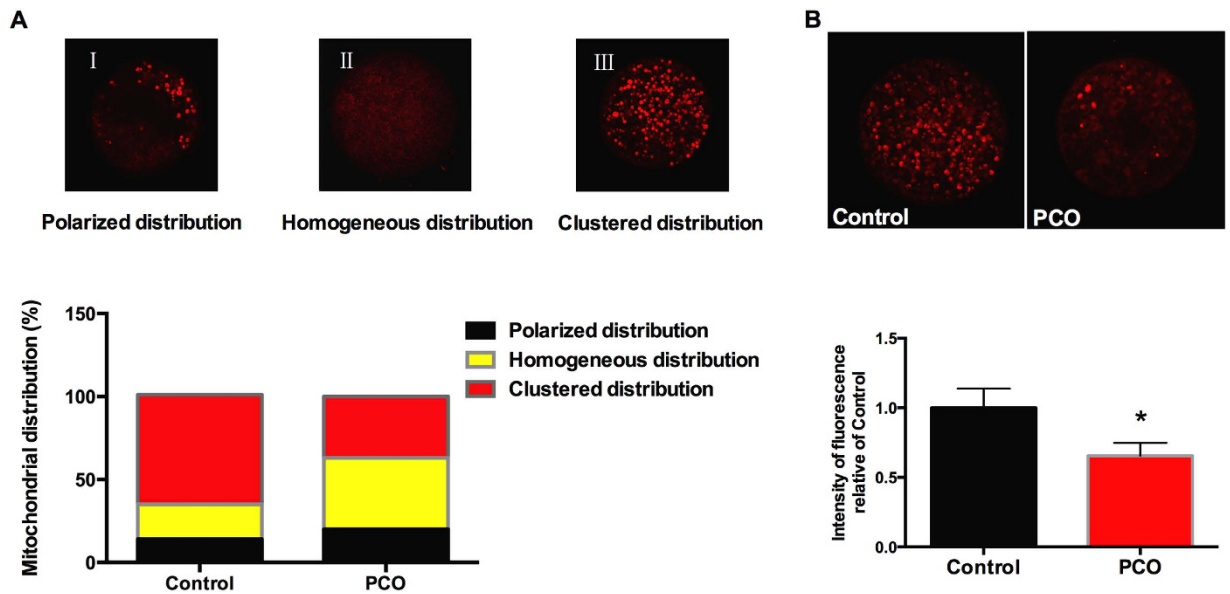 A
I
II
III
Polarized distribution
Homogeneous distribution
Clustered distribution
Mitochondrial distribution (%)
150
100
50
0
Control
PCO
Polarized distribution
Homogeneous distribution
Clustered distribution
B
Control
PCO
Intensity of fluorescence
relative of Control
1.5
1.0
0.5
0.0
*
Control
PCO